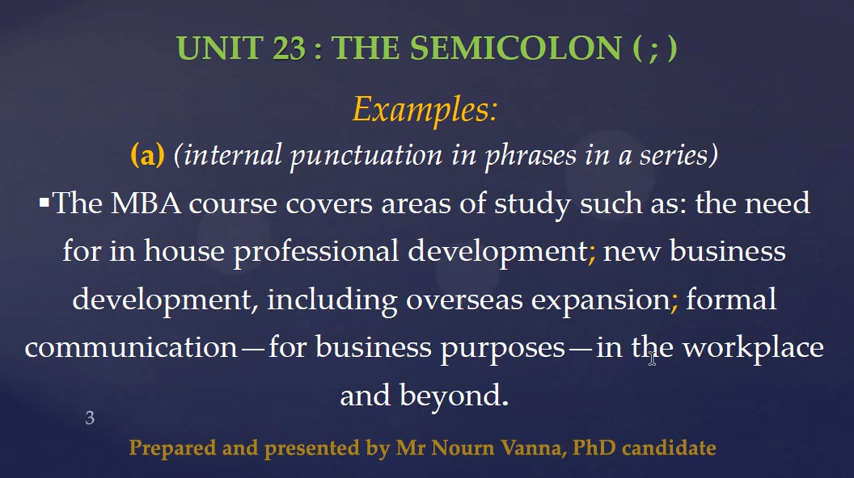 UNIT 23 : THE SEMICOLON ( ; )
Examples:
(a) (internal punctuation in phrases in a series)
▪The MBA course covers areas of study such as: the need
for in house professional development; new business
development, including overseas expansion; formal
communication—for business purposes—in the workplace
and beyond.
3
Prepared and presented by Mr Nourn Vanna, PhD candidate